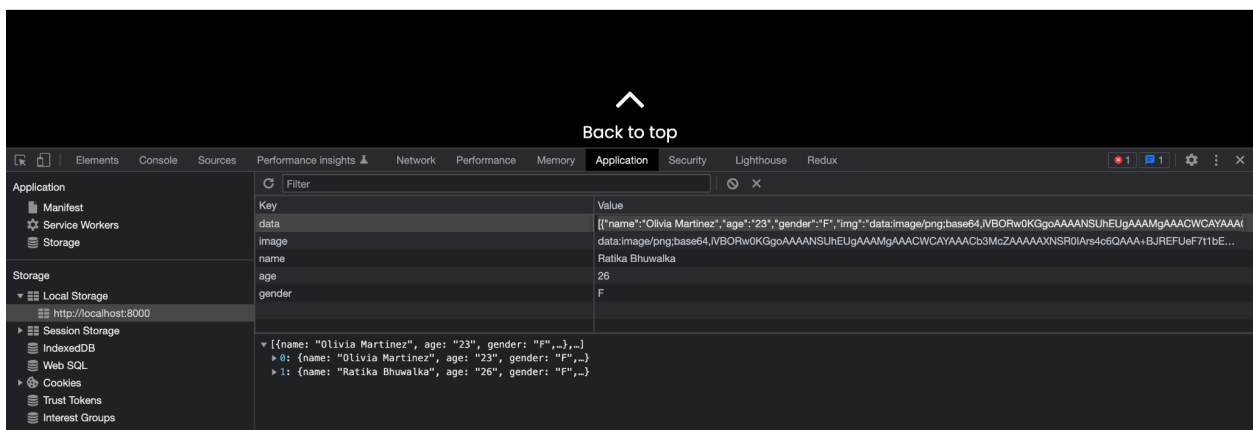 Back to top
Elements Console Sources Performance insights Network Performance Memory Application Security Lighthouse Redux 1 1
Application
Manifest
Service Workers
Storage
Storage
Local Storage
http://localhost:8000
Session Storage
IndexedDB
Web SQL
Cookies
Trust Tokens
Interest Groups
Filter
Key Value
data [{"name":"Olivia Martinez","age":"23","gender":"F","img":"data:image/png;base64,iVBORw0KGgoAAAANSUhEUgAAAMgAAACWCAYAAA
image data:image/png;base64,iVBORw0KGgoAAAANSUhEUgAAAMgAAACWCAYAAACb3McZAAAAAXNSR0IArs4c6QAAA+BJREFUeF7t1bE...
name Ratika Bhuwalka
age 26
gender F
[{name: "Olivia Martinez", age: "23", gender: "F",…},…]
0: {name: "Olivia Martinez", age: "23", gender: "F",…}
1: {name: "Ratika Bhuwalka", age: "26", gender: "F",…}